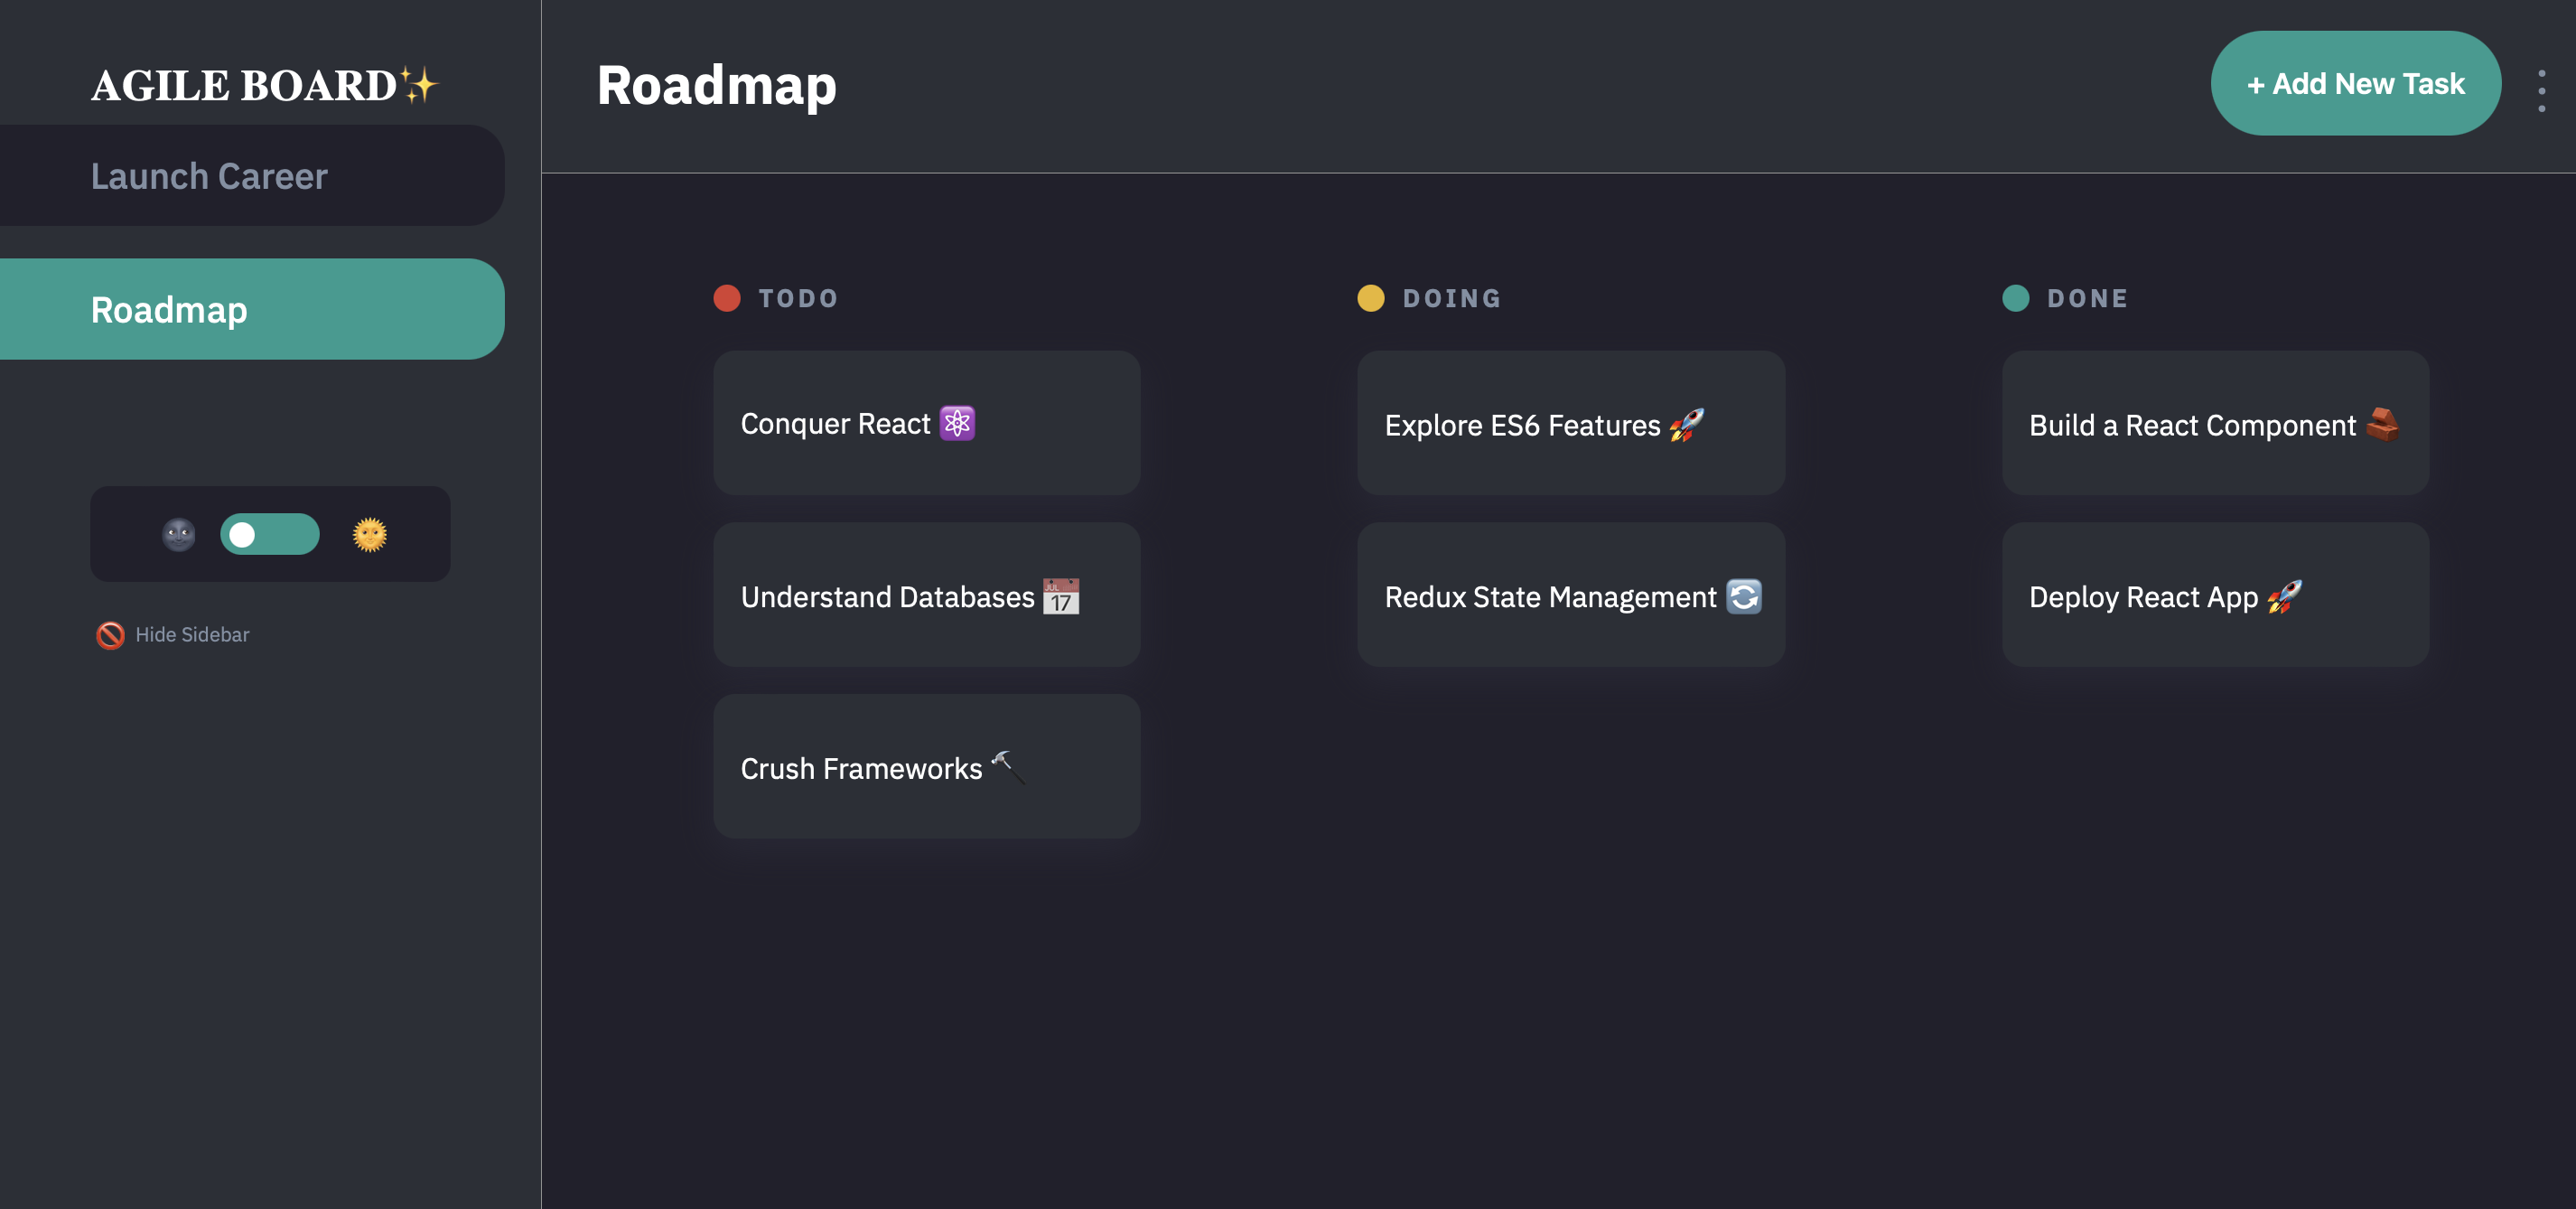 AGILE BOARD✨
Launch Career
Roadmap
Hide Sidebar
Roadmap
+ Add New Task
TODO
Conquer React ⚛️
Understand Databases 📅
Crush Frameworks 🔨
DOING
Explore ES6 Features 🚀
Redux State Management 🔄
DONE
Build a React Component 🧱
Deploy React App 🚀